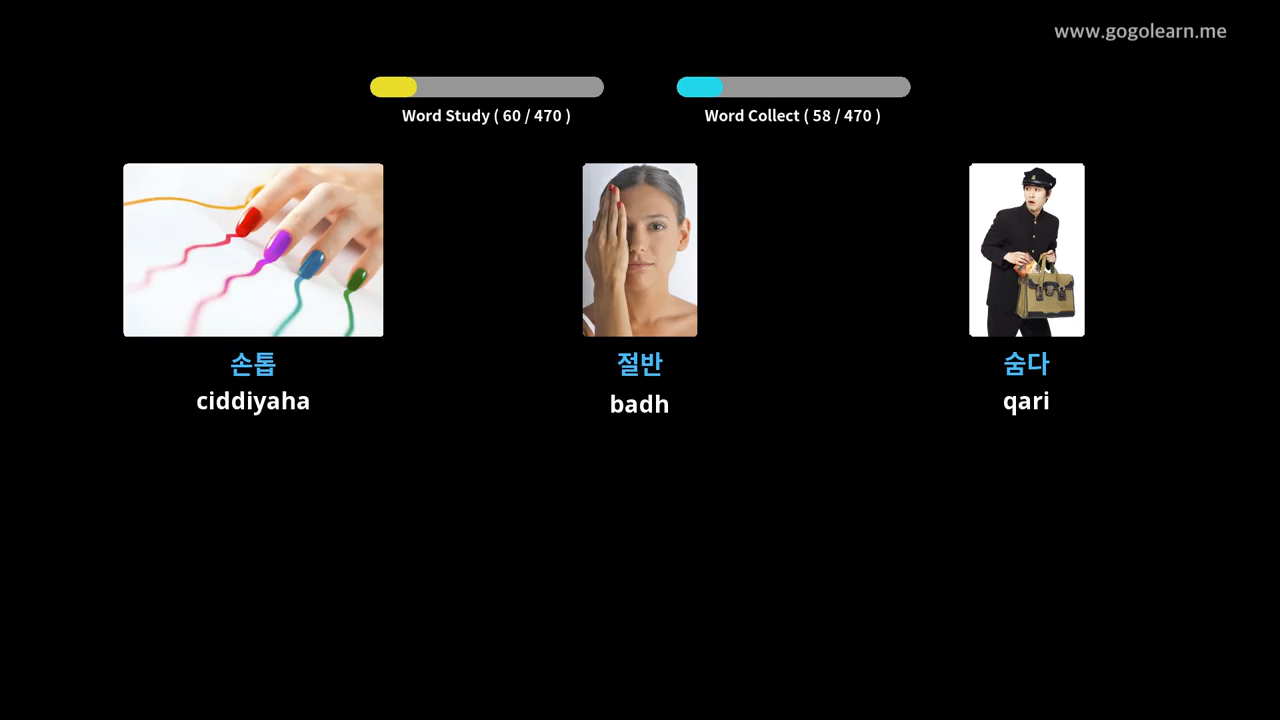 www.gogolearn.me
Word Study ( 60 / 470 )
Word Collect ( 58 / 470 )
손톱
ciddiyaha
절반
badh
숨다
qari